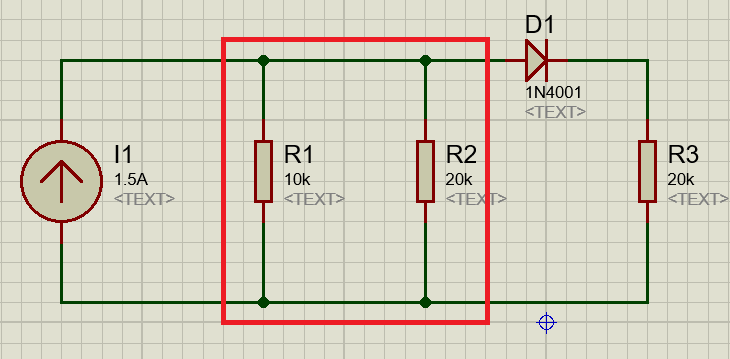 D1
1N4001
<TEXT>
I1
1.5A
<TEXT>
R1
10k
<TEXT>
R2
20k
<TEXT>
R3
20k
<TEXT>